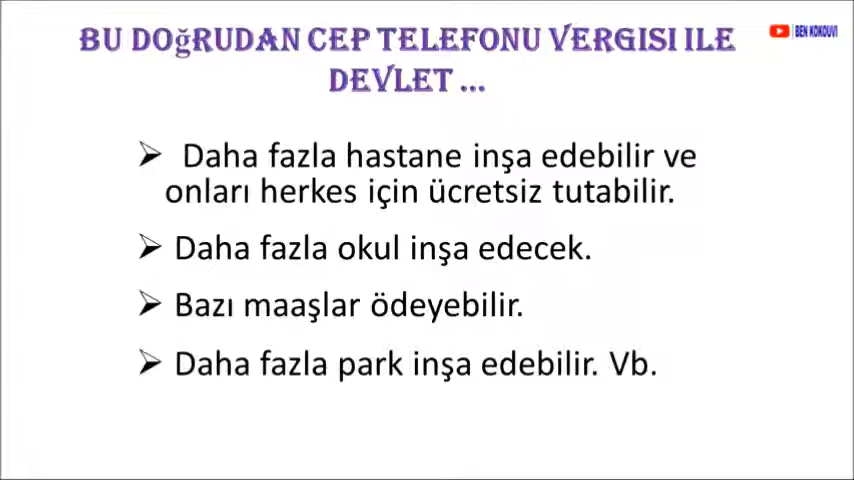 BU DOğRUDAN CEP TELEFONU VERGISI ILE
DEVLET ...
BEN KOKOUVI
➢ Daha fazla hastane inşa edebilir ve
onları herkes için ücretsiz tutabilir.
➢ Daha fazla okul inşa edecek.
➢ Bazı maaşlar ödeyebilir.
➢ Daha fazla park inşa edebilir. Vb.